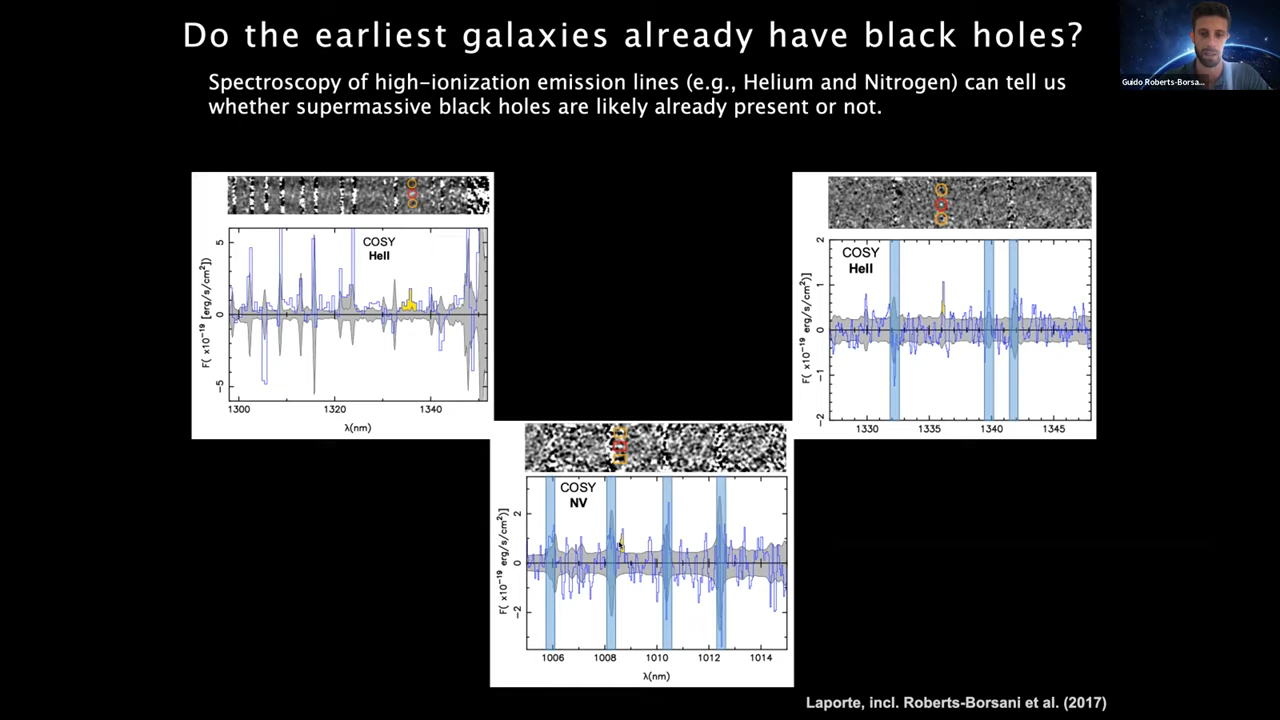 Do the earliest galaxies already have black holes?
Guido Roberts-Borsa...
Spectroscopy of high-ionization emission lines (e.g., Helium and Nitrogen) can tell us
whether supermassive black holes are likely already present or not.
COSY
HeII
5
0
−5
F( x10⁻¹⁹ [erg/s/cm²])
1300
1320
1340
λ(nm)
COSY
HeII
2
1
0
−1
−2
F( x10⁻¹⁹ erg/s/cm²)]
1330
1335
1340
1345
COSY
NV
2
0
−2
F( x10⁻¹⁹ erg/s/cm²)]
1006
1008
1010
1012
1014
λ(nm)
Laporte, incl. Roberts-Borsani et al. (2017)